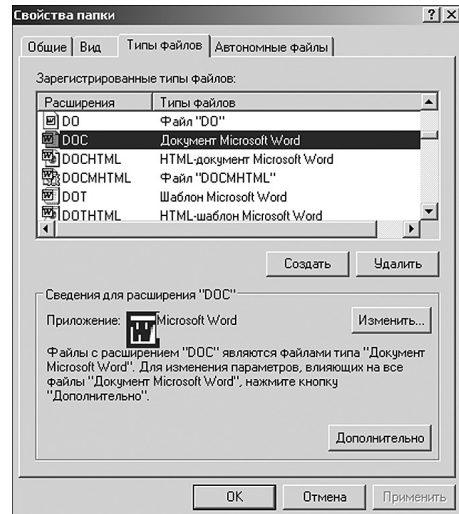 Свойства папки
Общие Вид Типы файлов Автономные файлы
Зарегистрированные типы файлов:
Расширения Типы файлов
DO Файл "DO"
DOC Документ Microsoft Word
DOCHTML HTML-документ Microsoft Word
DOCMHTML Файл "DOCMHTML"
DOT Шаблон Microsoft Word
DOTHTML HTML-шаблон Microsoft Word
Создать Удалить
Сведения для расширения "DOC"
Приложение: Microsoft Word Изменить...
Файлы с расширением "DOC" являются файлами типа "Документ
Microsoft Word". Для изменения параметров, влияющих на все
файлы "Документ Microsoft Word", нажмите кнопку
"Дополнительно".
Дополнительно
OK Отмена Применить